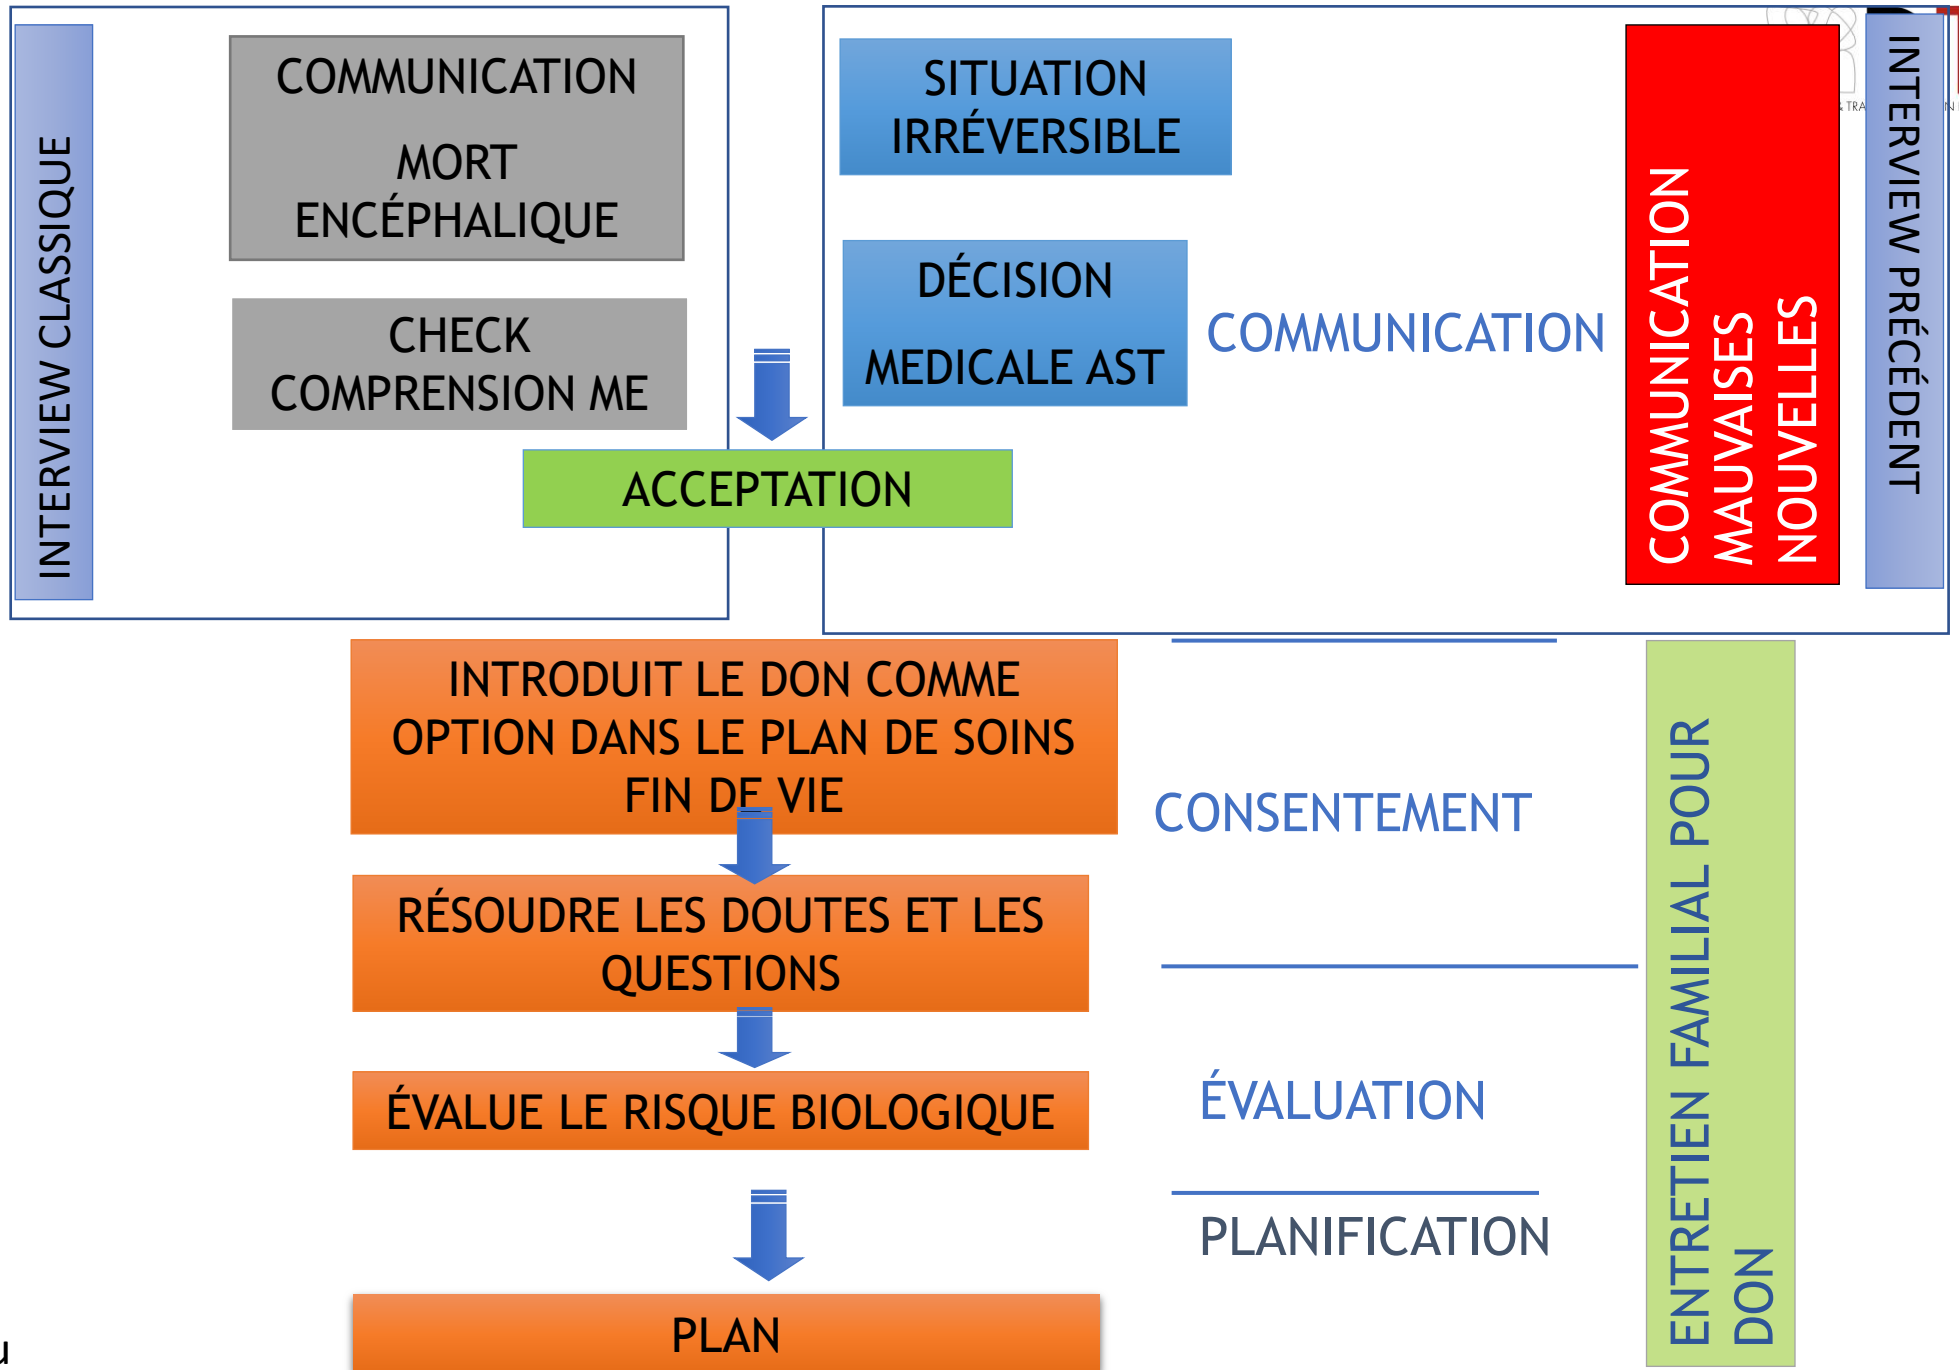 INTERVIEW CLASSIQUE
COMMUNICATION
MORT
ENCÉPHALIQUE
CHECK
COMPRENSION ME
SITUATION
IRRÉVERSIBLE
DÉCISION
MEDICALE AST
COMMUNICATION
COMMUNICATION
MAUVAISES
NOUVELLES
INTERVIEW PRÉCÉDENT
ACCEPTATION
INTRODUIT LE DON COMME
OPTION DANS LE PLAN DE SOINS
FIN DE VIE
CONSENTEMENT
RÉSOUDRE LES DOUTES ET LES
QUESTIONS
ÉVALUE LE RISQUE BIOLOGIQUE
ÉVALUATION
PLANIFICATION
PLAN
ENTRETIEN FAMILIAL POUR
DON